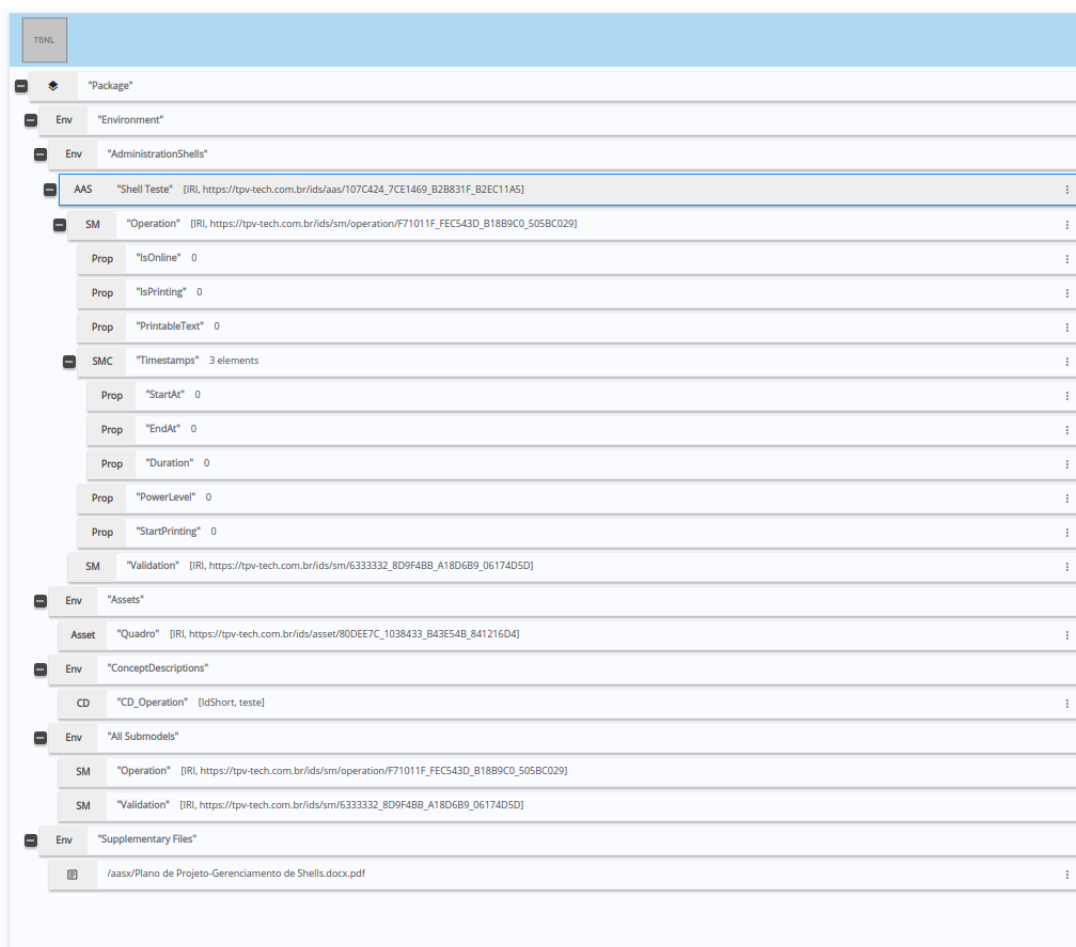 TBNL
"Package"
Env "Environment"
Env "AdministrationShells"
AAS "Shell Teste" [IRI, https://tpv-tech.com.br/ids/aas/107C424_7CE1469_B2B831F_B2EC11A5]
SM "Operation" [IRI, https://tpv-tech.com.br/ids/sm/operation/F71011F_FEC543D_B18B9C0_505BC029]
Prop "IsOnline" 0
Prop "IsPrinting" 0
Prop "PrintableText" 0
SMC "Timestamps" 3 elements
Prop "StartAt" 0
Prop "EndAt" 0
Prop "Duration" 0
Prop "PowerLevel" 0
Prop "StartPrinting" 0
SM "Validation" [IRI, https://tpv-tech.com.br/ids/sm/6333332_8D9F4BB_A18D6B9_06174D5D]
Env "Assets"
Asset "Quadro" [IRI, https://tpv-tech.com.br/ids/asset/80DEE7C_1038433_B43E54B_841216D4]
Env "ConceptDescriptions"
CD "CD_Operation" [IdShort, teste]
Env "All Submodels"
SM "Operation" [IRI, https://tpv-tech.com.br/ids/sm/operation/F71011F_FEC543D_B18B9C0_505BC029]
SM "Validation" [IRI, https://tpv-tech.com.br/ids/sm/6333332_8D9F4BB_A18D6B9_06174D5D]
Env "Supplementary Files"
/aasx/Plano de Projeto-Gerenciamento de Shells.docx.pdf